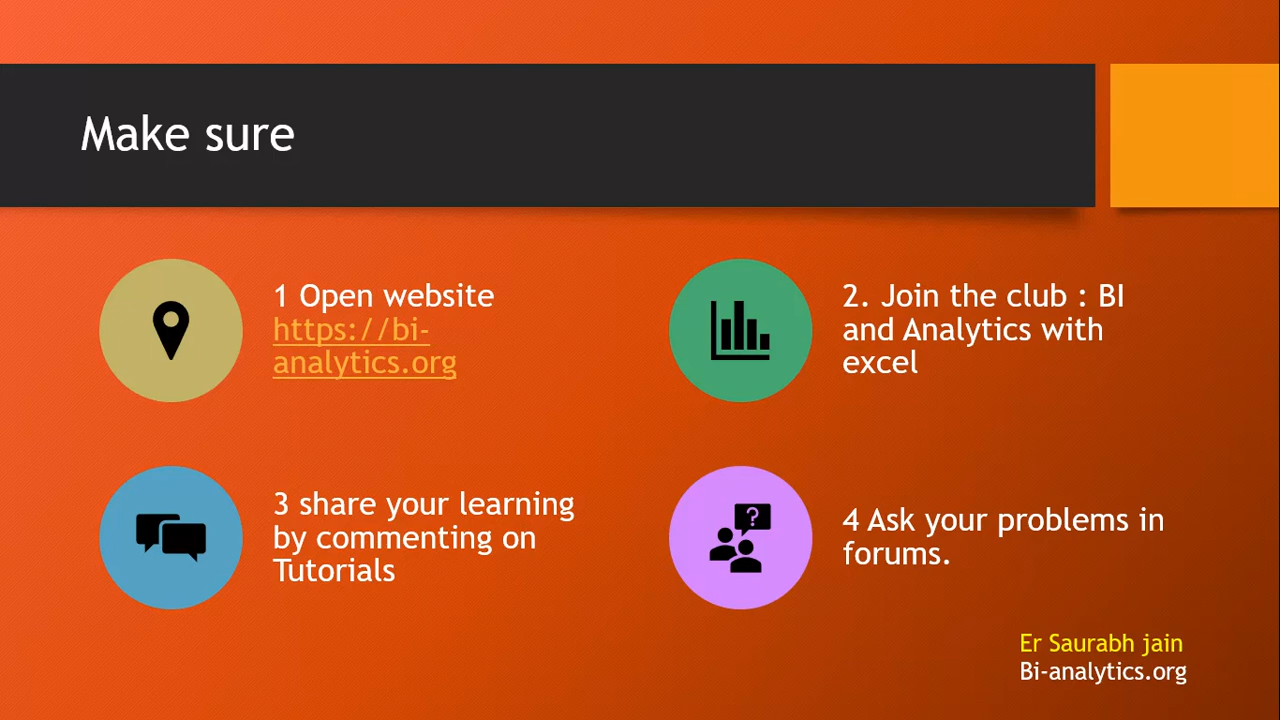 Make sure
1 Open website
https://bi-
analytics.org
2. Join the club : BI
and Analytics with
excel
3 share your learning
by commenting on
Tutorials
?
4 Ask your problems in
forums.
Er Saurabh jain
Bi-analytics.org